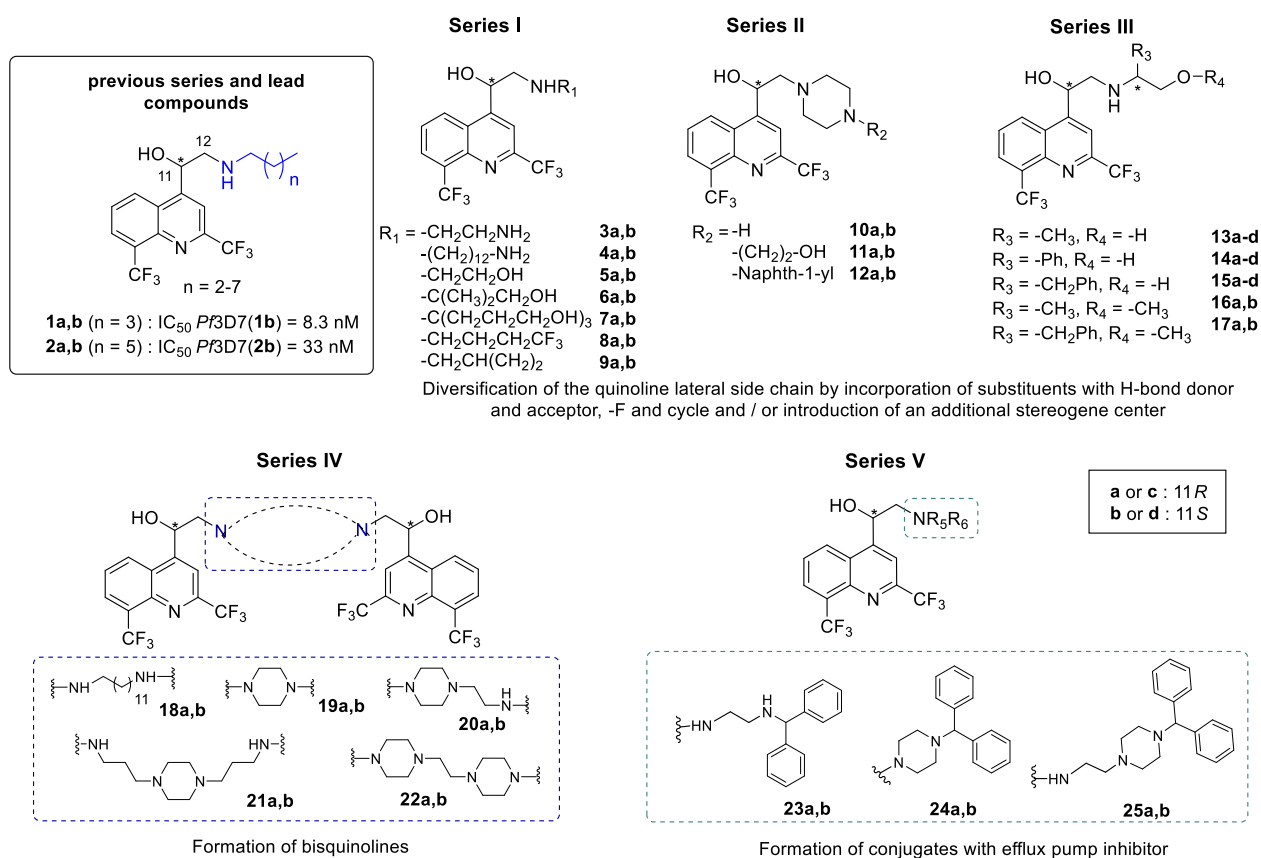 previous series and lead
compounds
HO
*
12
11
N
H
n
N
CF3
CF3
n = 2-7
1a,b (n = 3) : IC50 Pf3D7(1b) = 8.3 nM
2a,b (n = 5) : IC50 Pf3D7(2b) = 33 nM
Series I
HO
*
NHR1
N
CF3
CF3
R1 = -CH2CH2NH2 3a,b
-(CH2)12-NH2 4a,b
-CH2CH2OH 5a,b
-C(CH3)2CH2OH 6a,b
-C(CH2CH2CH2OH)3 7a,b
-CH2CH2CH2CF3 8a,b
-CH2CH(CH2)2 9a,b
Series II
HO
*
N
N
R2
N
CF3
CF3
R2 = -H 10a,b
-(CH2)2-OH 11a,b
-Naphth-1-yl 12a,b
Series III
R3
HO
*
N
H
*
O-R4
N
CF3
CF3
R3 = -CH3, R4 = -H 13a-d
R3 = -Ph, R4 = -H 14a-d
R3 = -CH2Ph, R4 = -H 15a-d
R3 = -CH3, R4 = -CH3 16a,b
R3 = -CH2Ph, R4 = -CH3 17a,b
Diversification of the quinoline lateral side chain by incorporation of substituents with H-bond donor
and acceptor, -F and cycle and / or introduction of an additional stereogene center
Series IV
HO
*
N
N
*
OH
N
CF3
CF3
F3C
N
CF3
NH
11
NH
18a,b
N
N
19a,b
N
N
H
N
20a,b
NH
N
N
HN
21a,b
N
N
N
N
22a,b
Formation of bisquinolines
Series V
HO
*
NR5R6
N
CF3
CF3
a or c : 11R
b or d : 11S
HN
H
N
23a,b
N
N
24a,b
HN
N
N
25a,b
Formation of conjugates with efflux pump inhibitor